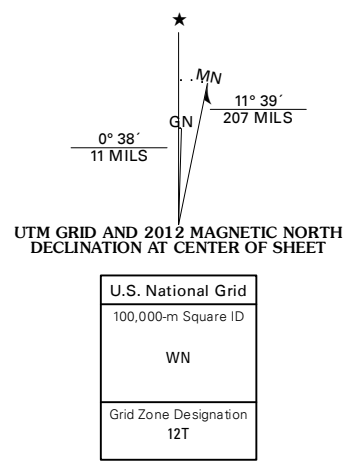 ★
MN
GN
11° 39´
207 MILS
0° 38´
11 MILS
UTM GRID AND 2012 MAGNETIC NORTH
DECLINATION AT CENTER OF SHEET
U.S. National Grid
100,000-m Square ID
WN
Grid Zone Designation
12T